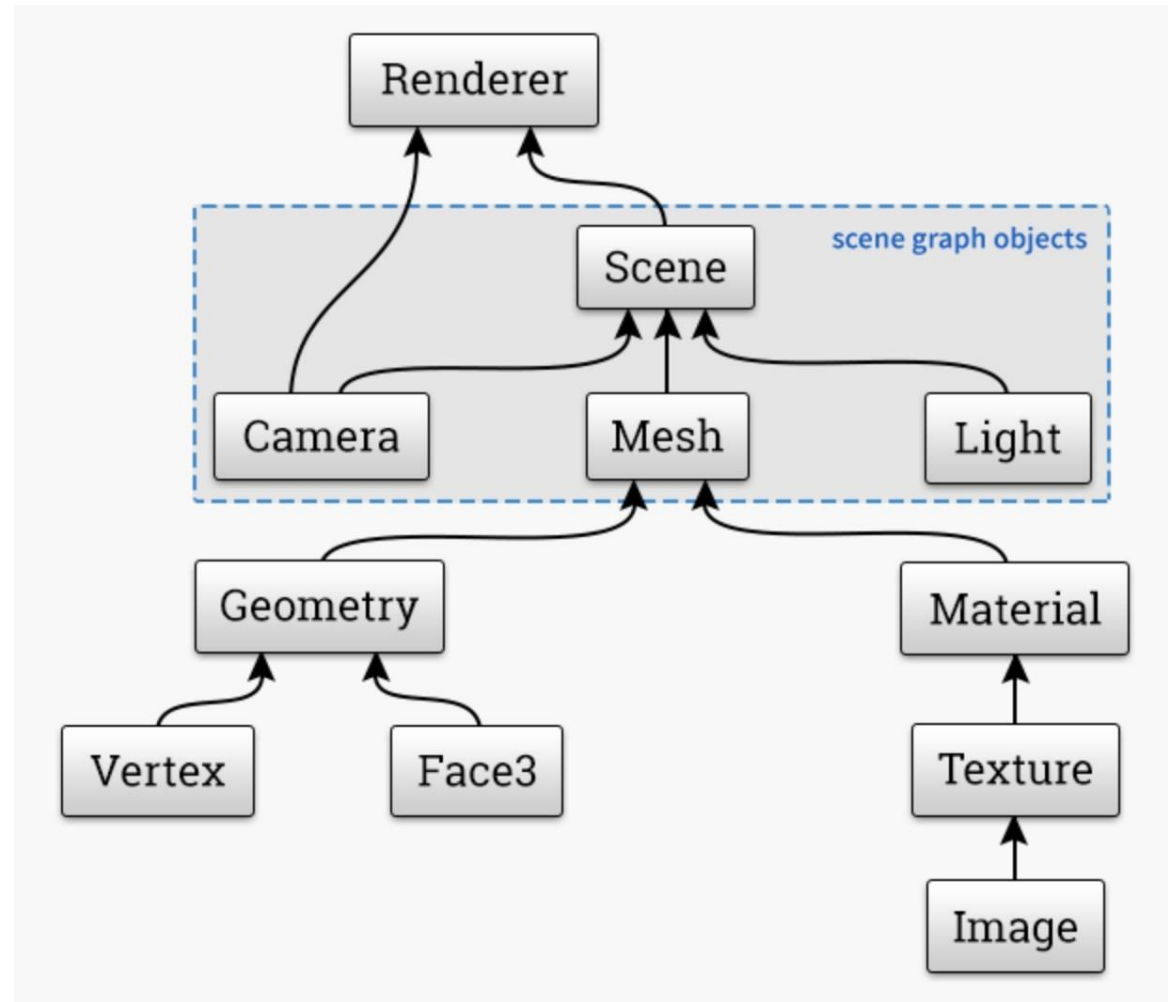 Renderer
scene graph objects
Scene
Camera
Mesh
Light
Geometry
Material
Vertex
Face3
Texture
Image